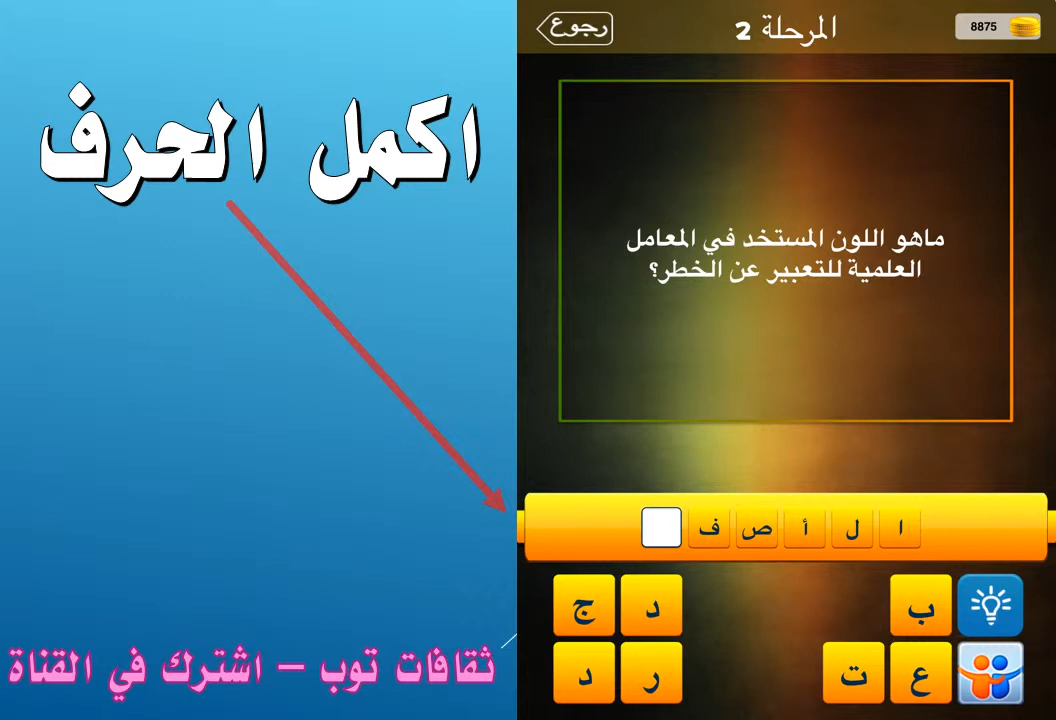 اكمل الحرف
ثقافات توب – اشترك في القناة
رجوع
المرحلة 2
8875
ماهو اللون المستخد في المعامل
العلمية للتعبير عن الخطر؟
ا ل أ ص ف
ب د ج
ع ت ر د